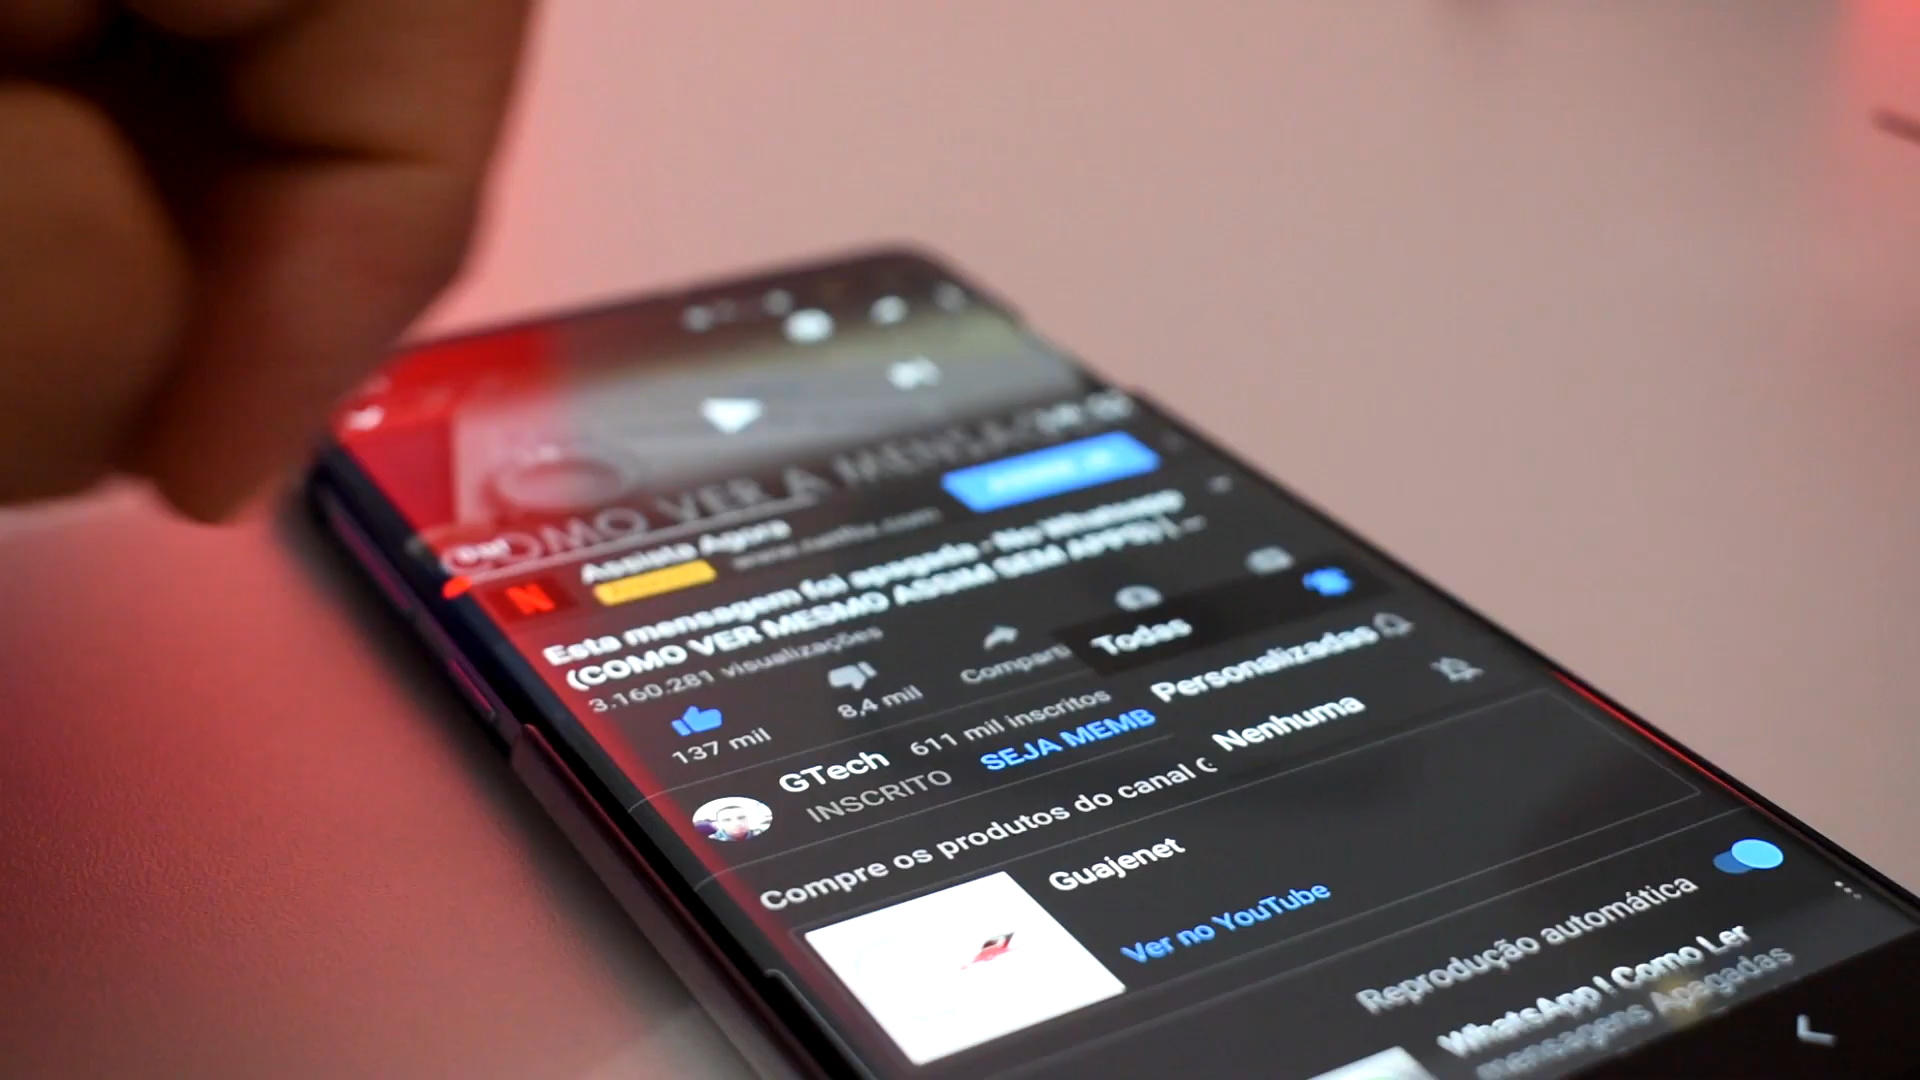 COMO VER A MENSA
Assista Agora
N
Esta mensagem foi apagada - No Whatsapp
(COMO VER MESMO ASSIM SEM APPS) | ...
3.160.281 visualizações
137 mil
8,4 mil
Comparti
Todas
Personalizadas
Nenhuma
GTech
611 mil inscritos
INSCRITO
SEJA MEMB
Compre os produtos do canal (
Guajenet
Ver no YouTube
Reprodução automática
WhatsApp | Como Ler
mensagens Apagadas